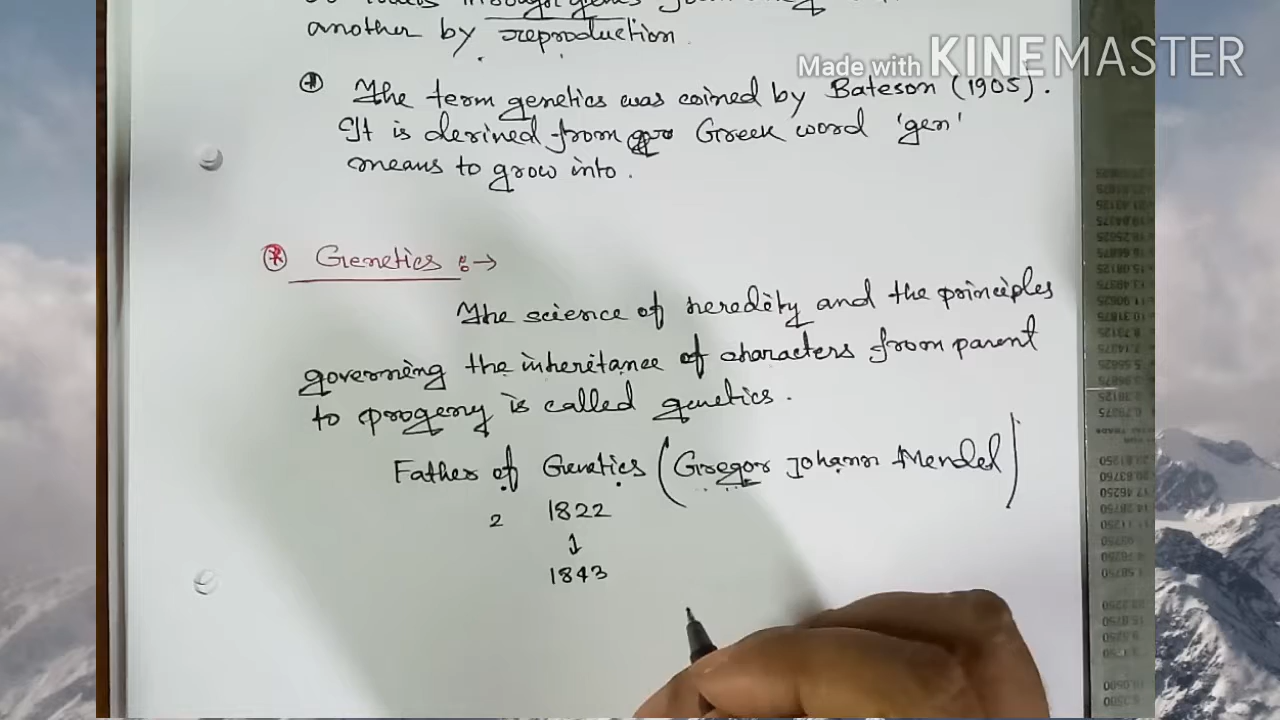 another by reproduction.
Made with KINEMASTER
The term genetics was coined by Bateson (1905).
It is derived from Greek word 'gen'
means to grow into.
* Genetics :→
The science of heredity and the principles
governing the inheritance of characters from parent
to progeny is called genetics.
Father of Genetics (Gregor Johann Mendel)
2 1822
↓
1843